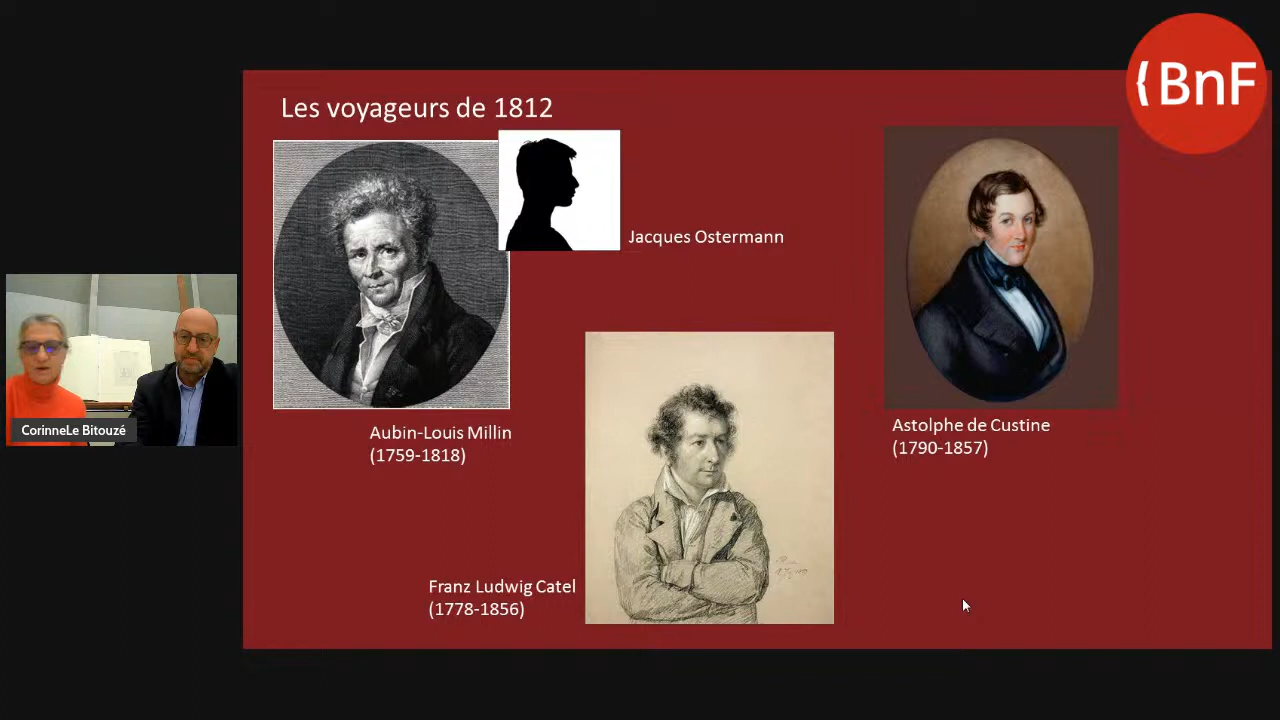 {BnF
Les voyageurs de 1812
Jacques Ostermann
Aubin-Louis Millin
(1759-1818)
Astolphe de Custine
(1790-1857)
Franz Ludwig Catel
(1778-1856)
CorinneLe Bitouzé